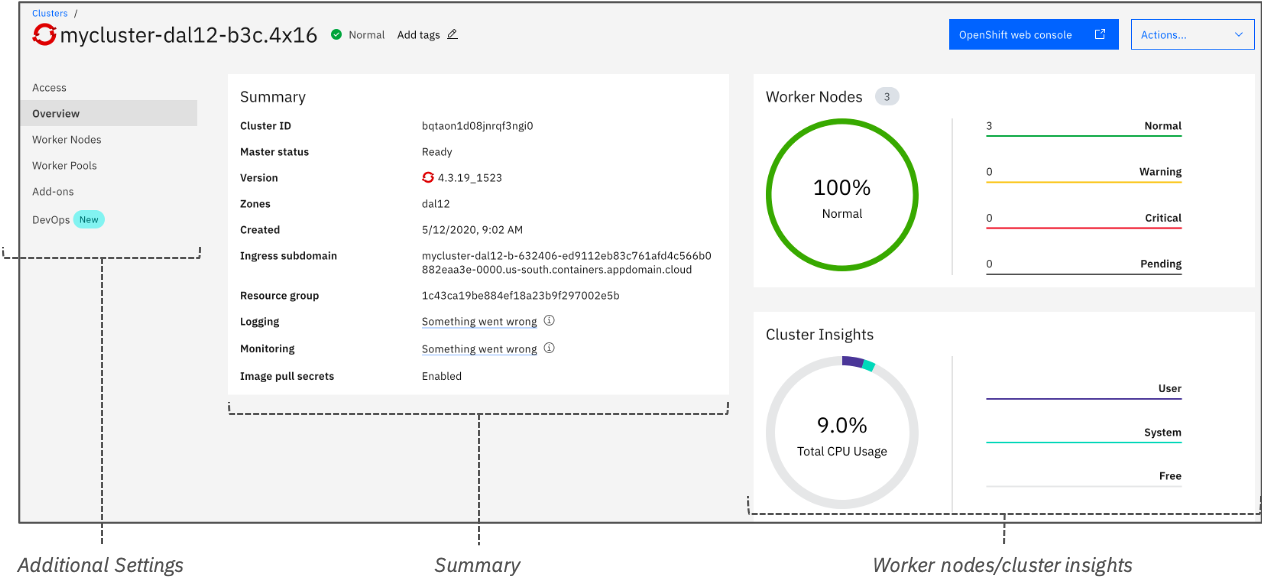 Clusters /
mycluster-dal12-b3c.4x16 Normal Add tags
OpenShift web console
Actions...
Access
Overview
Worker Nodes
Worker Pools
Add-ons
DevOps New
Summary
Cluster ID bqtaon1d08jnrqf3ngi0
Master status Ready
Version 4.3.19_1523
Zones dal12
Created 5/12/2020, 9:02 AM
Ingress subdomain mycluster-dal12-b-632406-ed9112eb83c761afd4c566b0
882eaa3e-0000.us-south.containers.appdomain.cloud
Resource group 1c43ca19be884ef18a23b9f297002e5b
Logging Something went wrong
Monitoring Something went wrong
Image pull secrets Enabled
Worker Nodes 3
100%
Normal
3 Normal
0 Warning
0 Critical
0 Pending
Cluster Insights
9.0%
Total CPU Usage
User
System
Free
Additional Settings
Summary
Worker nodes/cluster insights